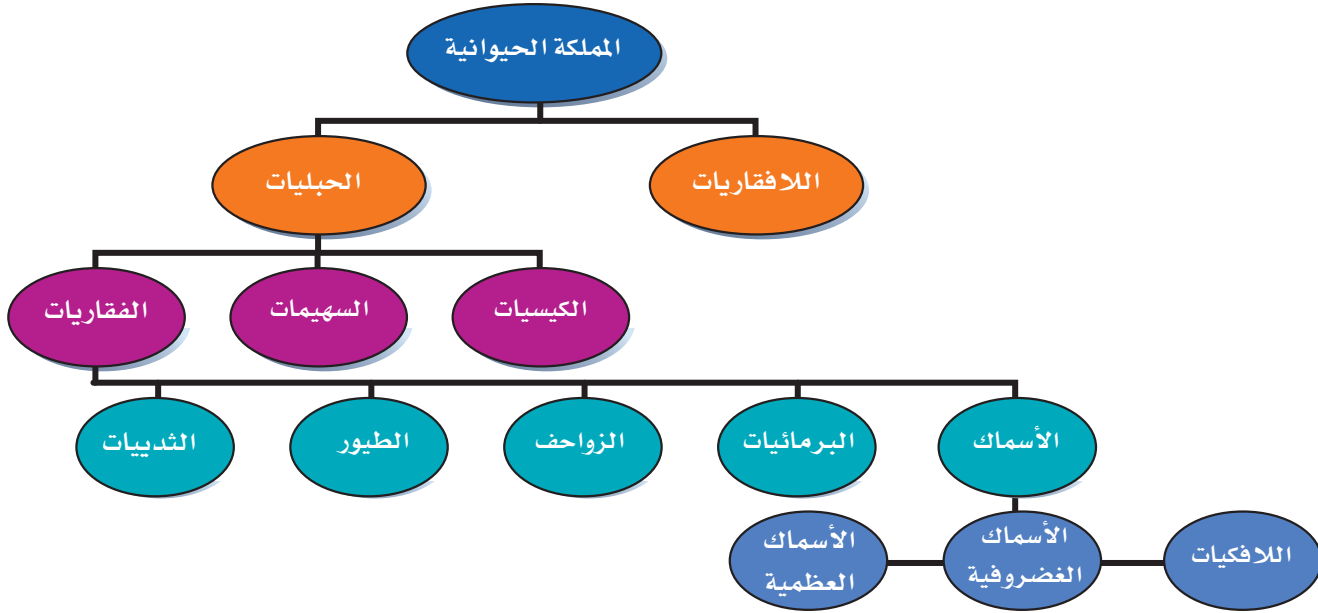 المملكة الحيوانية
اللافقاريات
الحبليات
الكيسيات
السهيمات
الفقاريات
الأسماك
البرمائيات
الزواحف
الطيور
الثدييات
اللافكيات
الأسماك
الغضروفية
الأسماك
العظمية